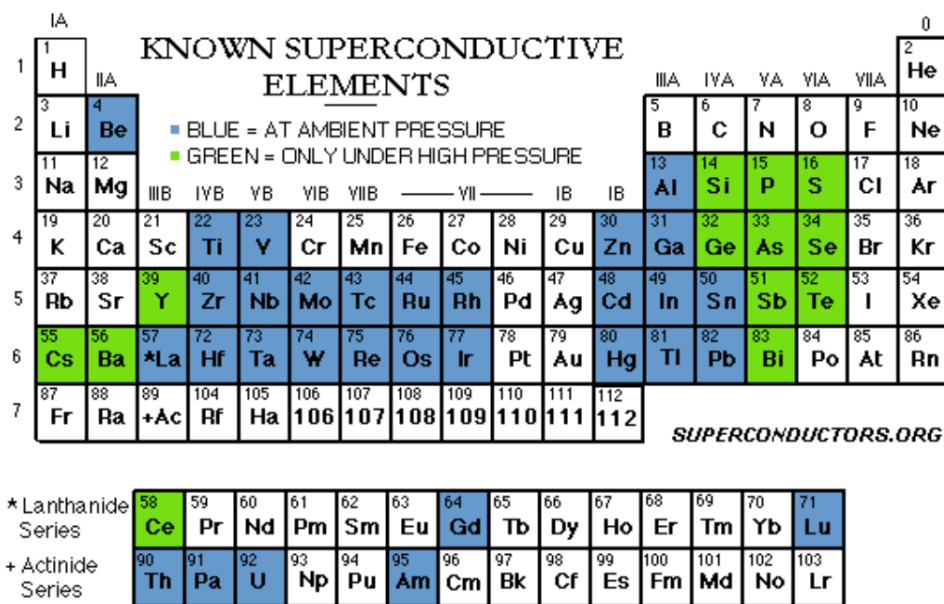 IA 0
KNOWN SUPERCONDUCTIVE
ELEMENTS
1 1 H 2 He
IIA IIIA IVA VA VIA VIIA
2 3 Li 4 Be 5 B 6 C 7 N 8 O 9 F 10 Ne
BLUE = AT AMBIENT PRESSURE
GREEN = ONLY UNDER HIGH PRESSURE
3 11 Na 12 Mg 13 Al 14 Si 15 P 16 S 17 Cl 18 Ar
IIIB IVB VB VIB VIIB VII IB IB
4 19 K 20 Ca 21 Sc 22 Ti 23 V 24 Cr 25 Mn 26 Fe 27 Co 28 Ni 29 Cu 30 Zn 31 Ga 32 Ge 33 As 34 Se 35 Br 36 Kr
5 37 Rb 38 Sr 39 Y 40 Zr 41 Nb 42 Mo 43 Tc 44 Ru 45 Rh 46 Pd 47 Ag 48 Cd 49 In 50 Sn 51 Sb 52 Te 53 I 54 Xe
6 55 Cs 56 Ba 57 *La 72 Hf 73 Ta 74 W 75 Re 76 Os 77 Ir 78 Pt 79 Au 80 Hg 81 Tl 82 Pb 83 Bi 84 Po 85 At 86 Rn
7 87 Fr 88 Ra 89 +Ac 104 Rf 105 Ha 106 106 107 107 108 108 109 109 110 110 111 111 112 112
SUPERCONDUCTORS.ORG
* Lanthanide Series 58 Ce 59 Pr 60 Nd 61 Pm 62 Sm 63 Eu 64 Gd 65 Tb 66 Dy 67 Ho 68 Er 69 Tm 70 Yb 71 Lu
+ Actinide Series 90 Th 91 Pa 92 U 93 Np 94 Pu 95 Am 96 Cm 97 Bk 98 Cf 99 Es 100 Fm 101 Md 102 No 103 Lr